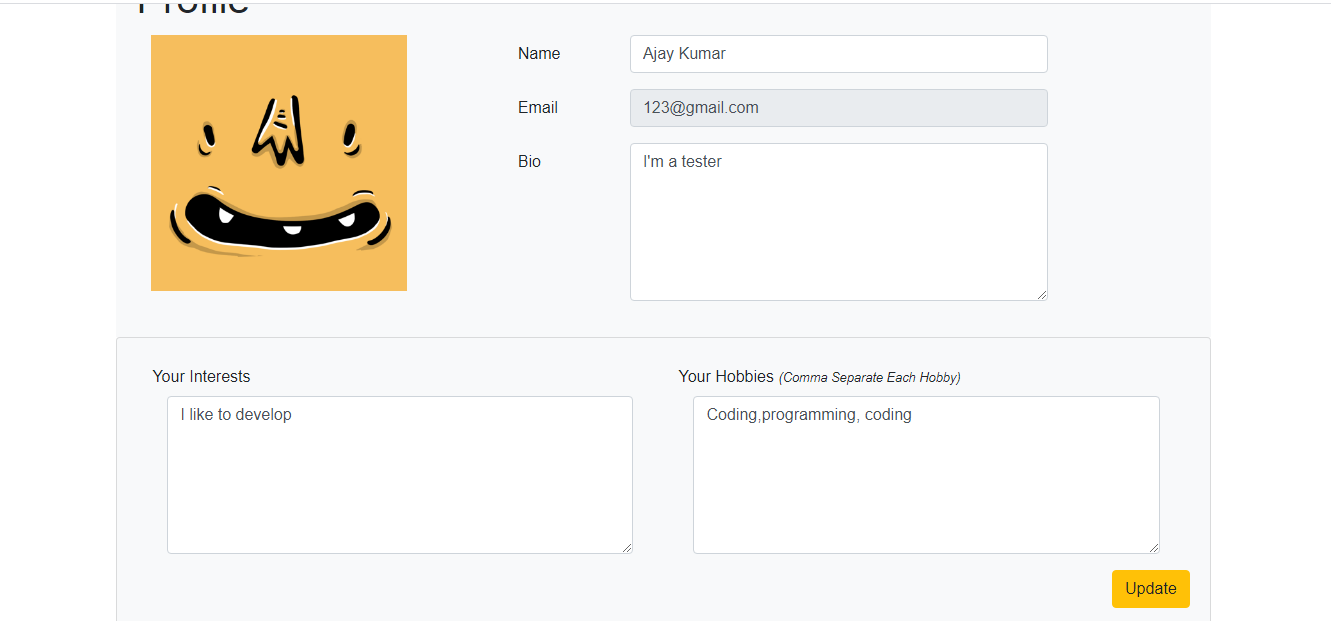 Profile
Name
Ajay Kumar
Email
123@gmail.com
Bio
I'm a tester
Your Interests
I like to develop
Your Hobbies (Comma Separate Each Hobby)
Coding,programming, coding
Update